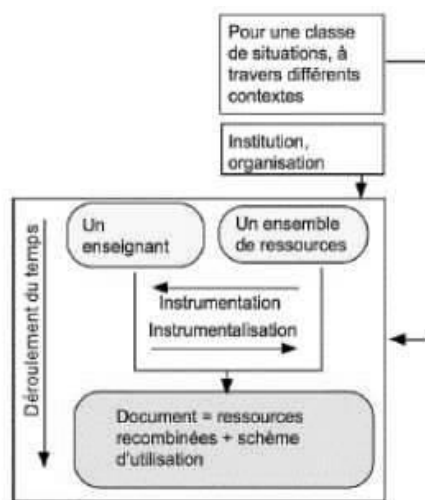 Pour une classe
de situations, à
travers différents
contextes
Institution,
organisation
Un
enseignant
Un ensemble
de ressources
Déroulement du temps
Instrumentation
Instrumentalisation
Document = ressources
recombinées + schème
d'utilisation